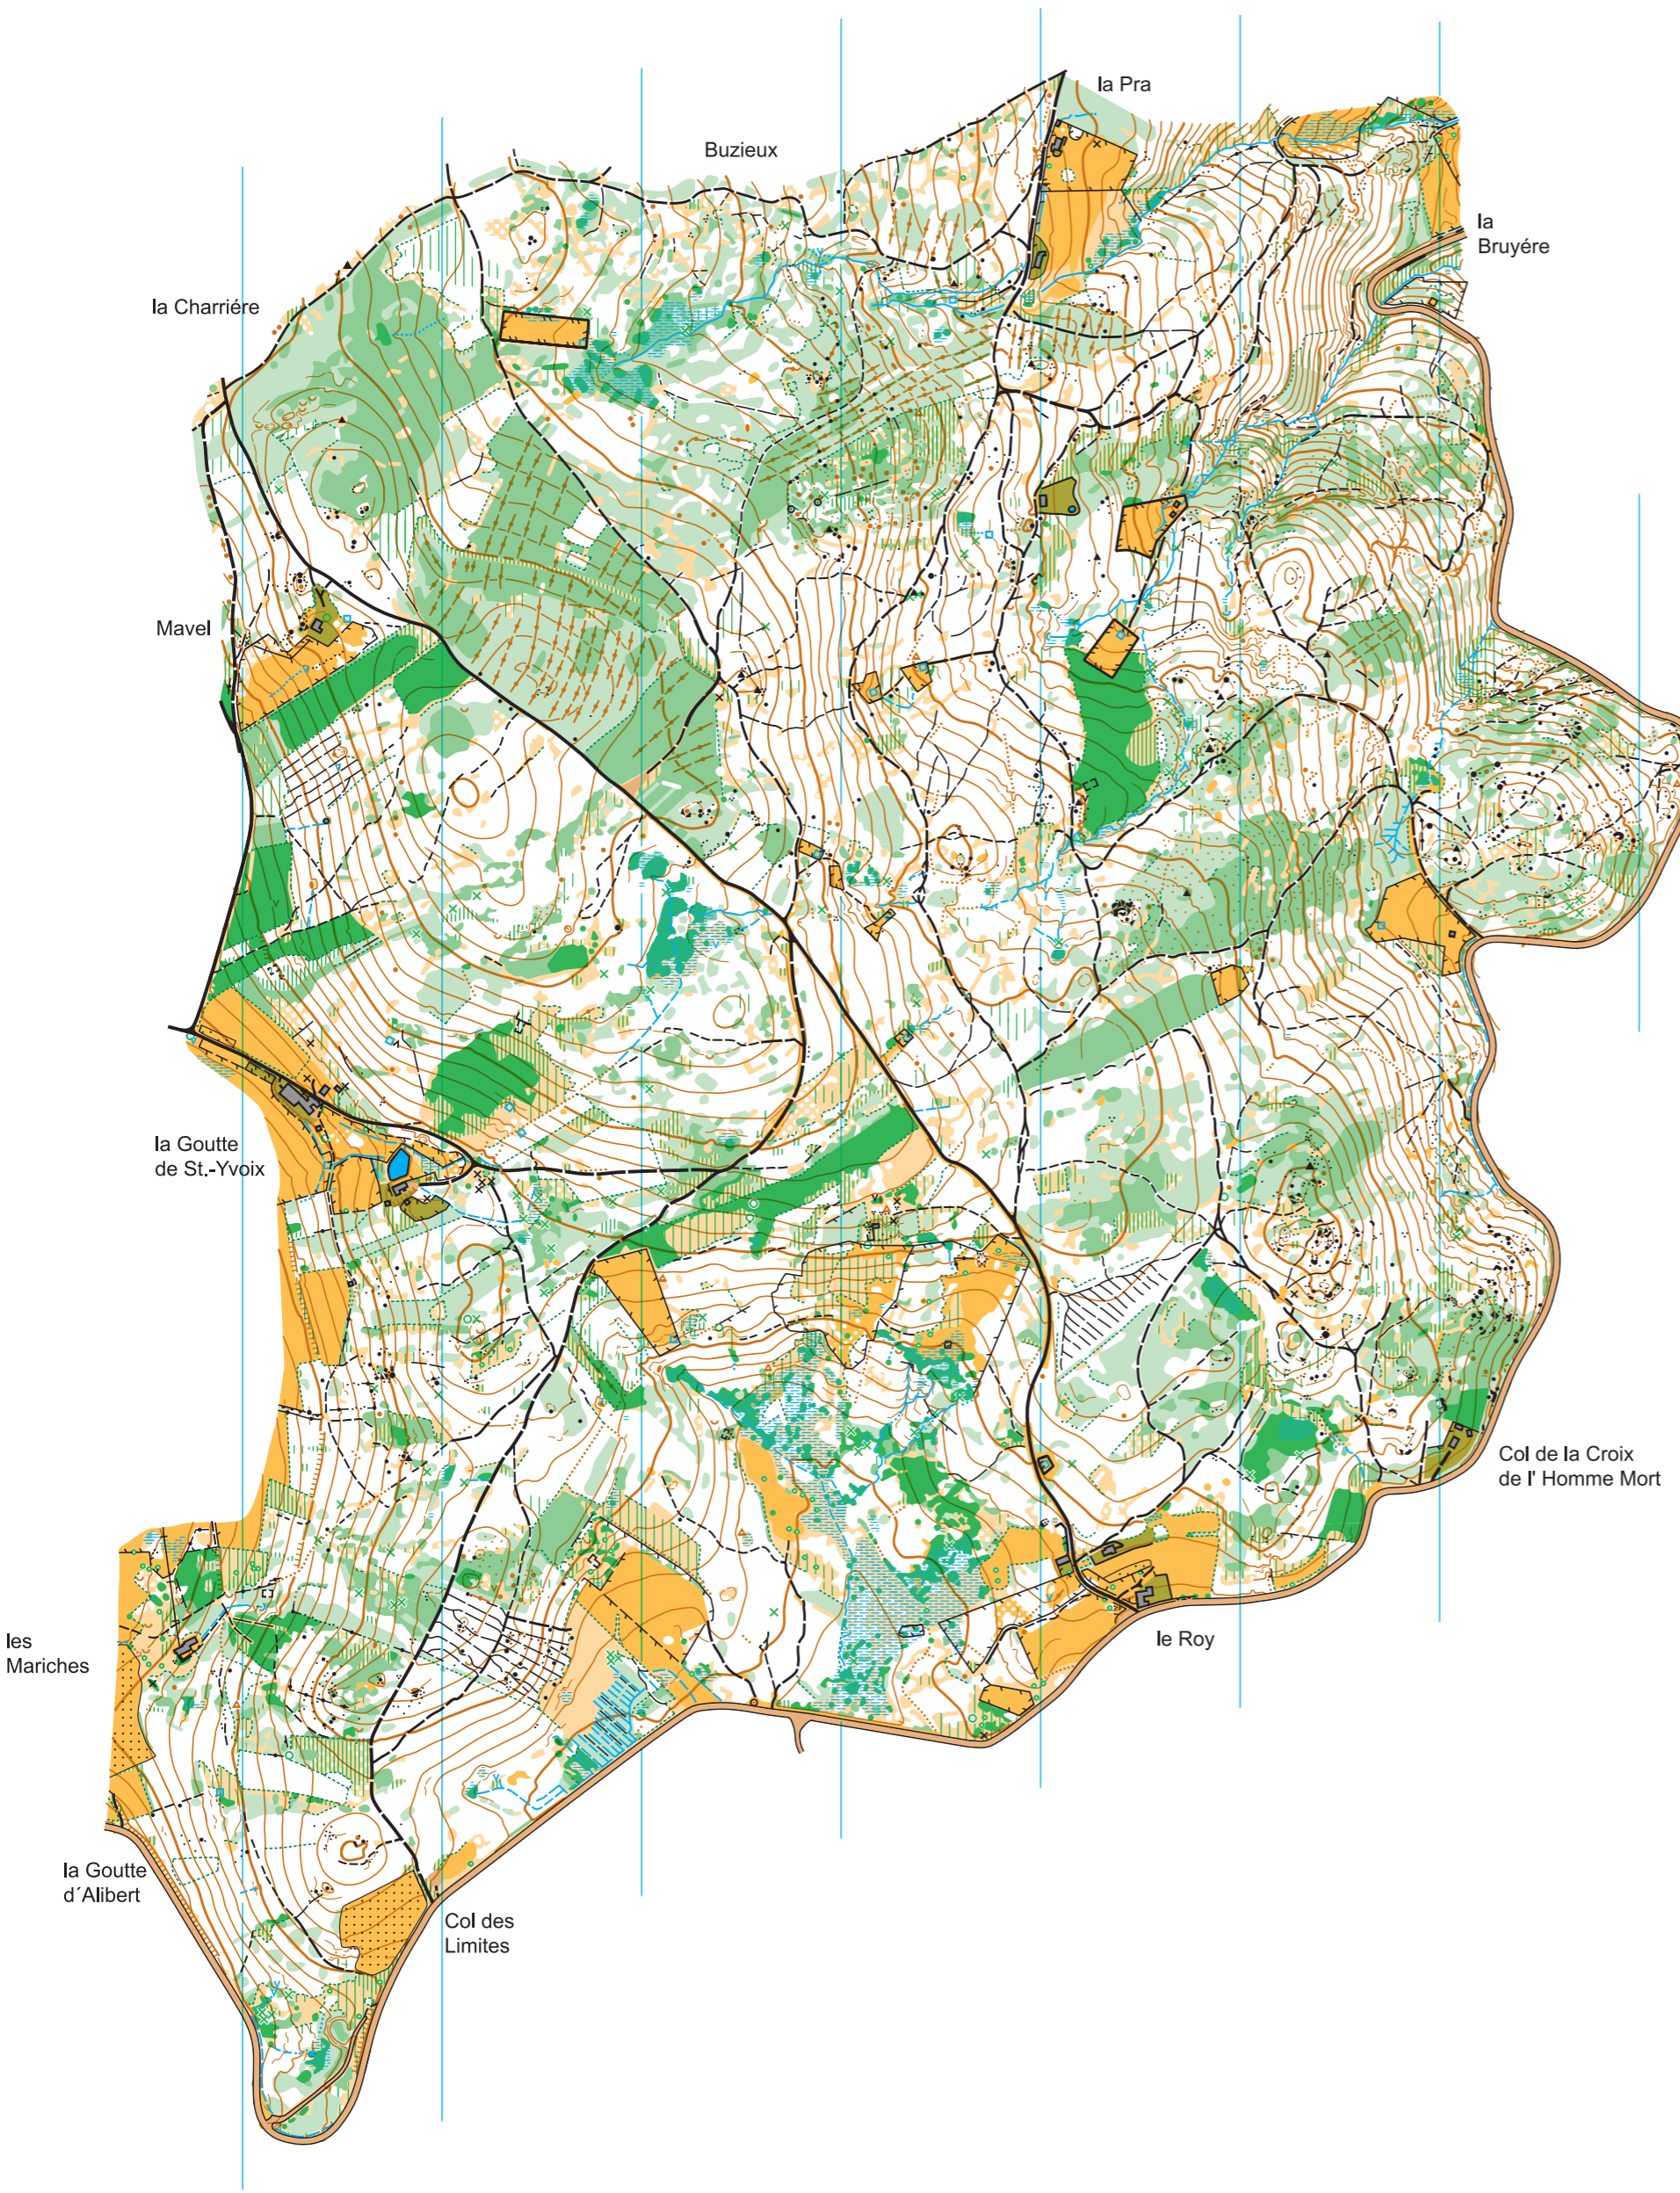 la Pra
Buzieux
la
Bruyére
la Charriére
Mavel
la Goutte
de St.-Yvoix
Col de la Croix
de l' Homme Mort
les
Mariches
le Roy
la Goutte
d´Alibert
Col des
Limites